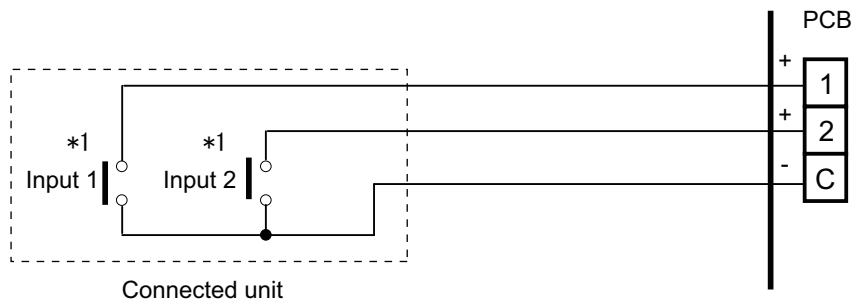 PCB
+
1
+
2
-
C
*1
Input 1
*1
Input 2
Connected unit